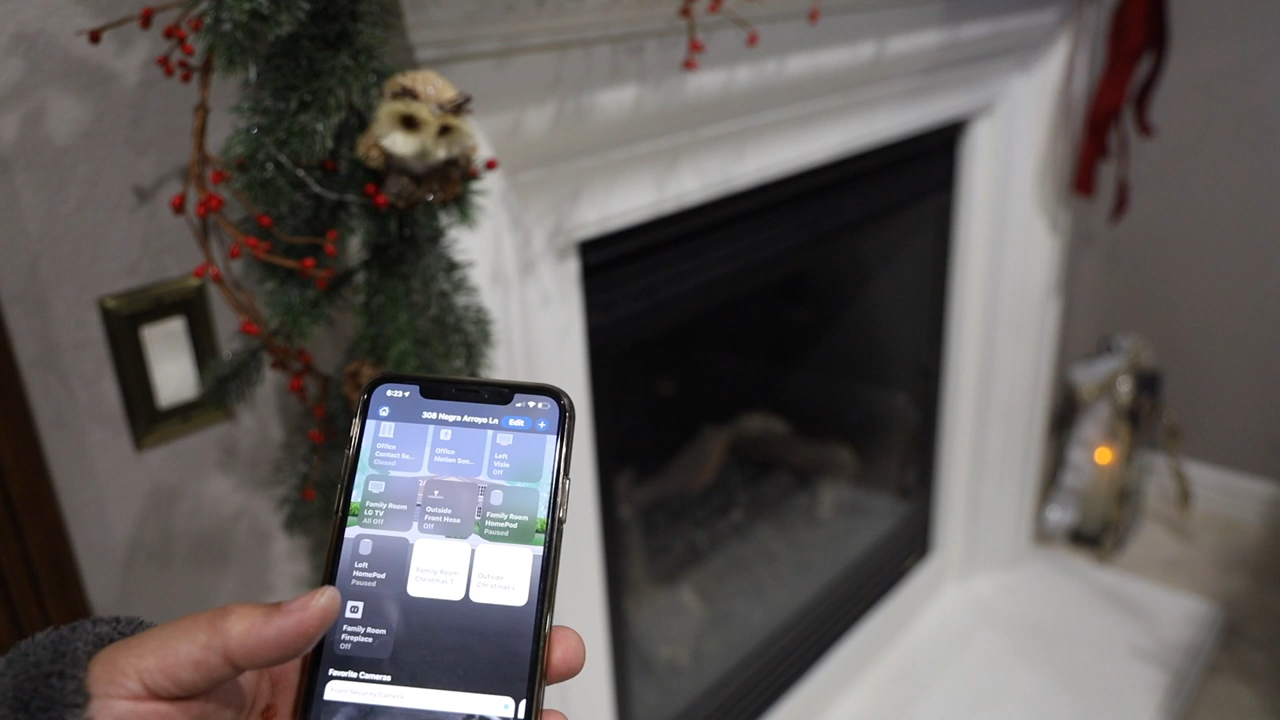 6:23
308 Negra Arroyo Ln
Edit
Office
Contact Se...
Closed
Office
Motion Sen...
Loft
Vizio
Off
Family Room
LG TV
All Off
Outside
Front Hose
Off
Family Room
HomePod
Paused
Loft
HomePod
Paused
Family Room
Christmas T
Outside
Christmas L
Family Room
Fireplace
Off
Favorite Cameras
Front Security Camera